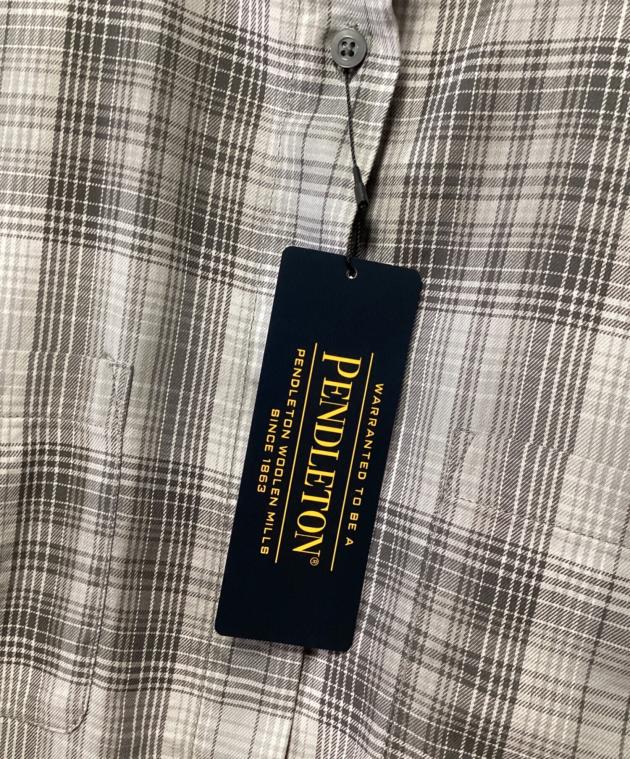 WARRANTED TO BE A
PENDLETON®
PENDLETON WOOLEN MILLS
SINCE 1863